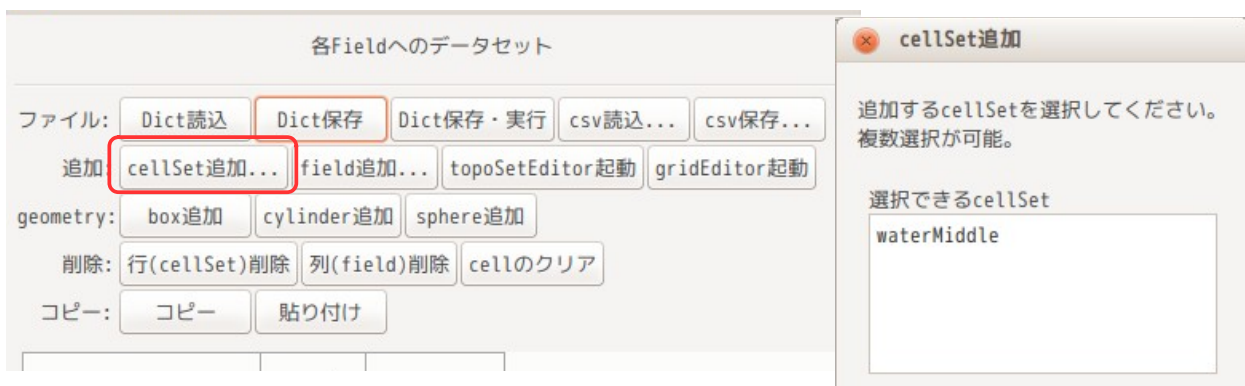 各Fieldへのデータセット
ファイル: Dict読込 Dict保存 Dict保存・実行 csv読込... csv保存...
追加: cellSet追加... field追加... topoSetEditor起動 gridEditor起動
geometry: box追加 cylinder追加 sphere追加
削除: 行(cellSet)削除 列(field)削除 cellのクリア
コピー: コピー 貼り付け
cellSet追加
追加するcellSetを選択してください。
複数選択が可能。
選択できるcellSet
waterMiddle